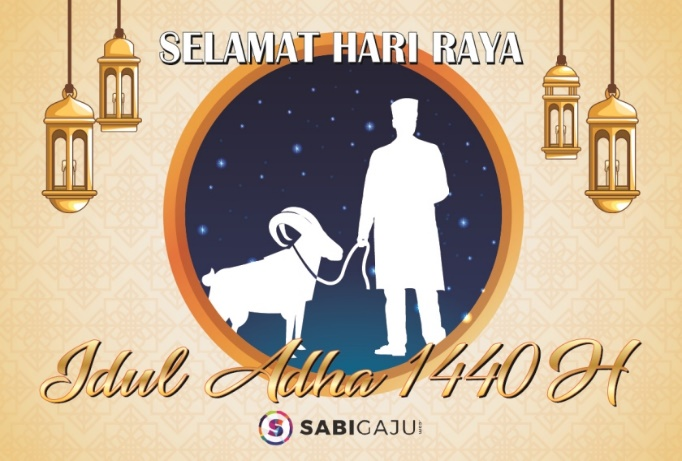 SELAMAT HARI RAYA
Idul Adha 1440 H
SABIGAJU